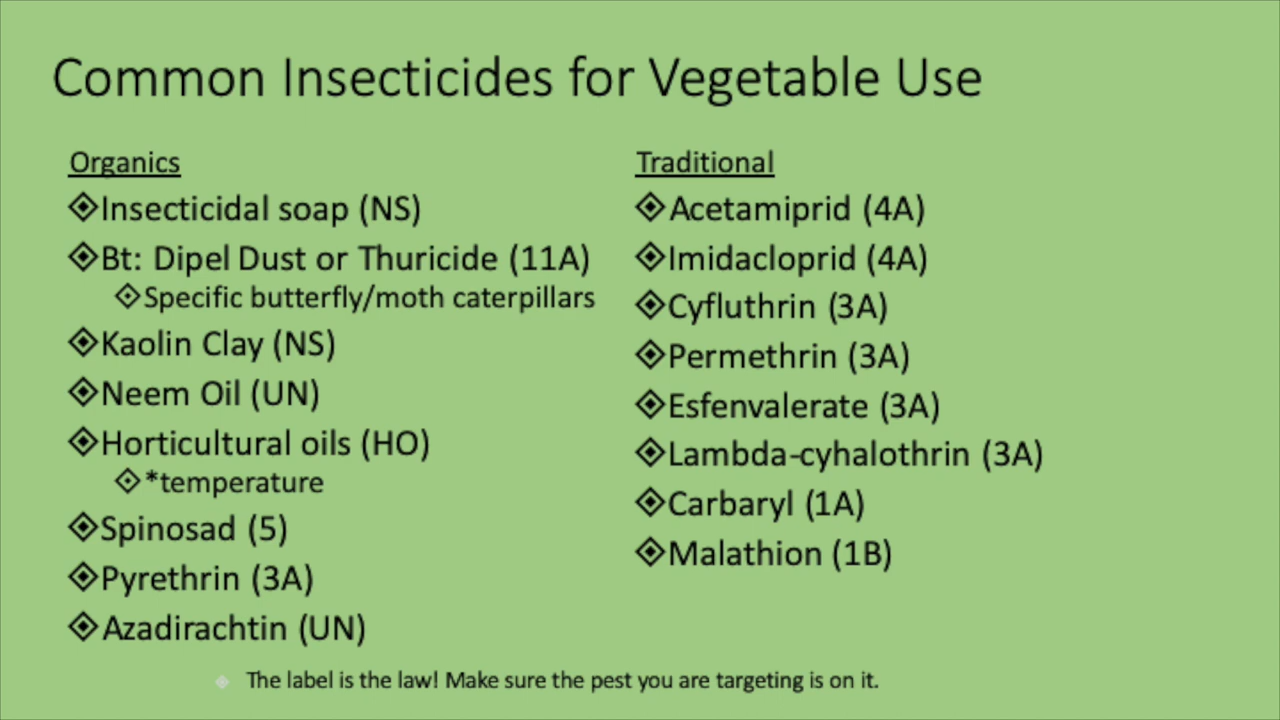 Common Insecticides for Vegetable Use
Organics
Insecticidal soap (NS)
Bt: Dipel Dust or Thuricide (11A)
Specific butterfly/moth caterpillars
Kaolin Clay (NS)
Neem Oil (UN)
Horticultural oils (HO)
*temperature
Spinosad (5)
Pyrethrin (3A)
Azadirachtin (UN)
Traditional
Acetamiprid (4A)
Imidacloprid (4A)
Cyfluthrin (3A)
Permethrin (3A)
Esfenvalerate (3A)
Lambda-cyhalothrin (3A)
Carbaryl (1A)
Malathion (1B)
The label is the law! Make sure the pest you are targeting is on it.